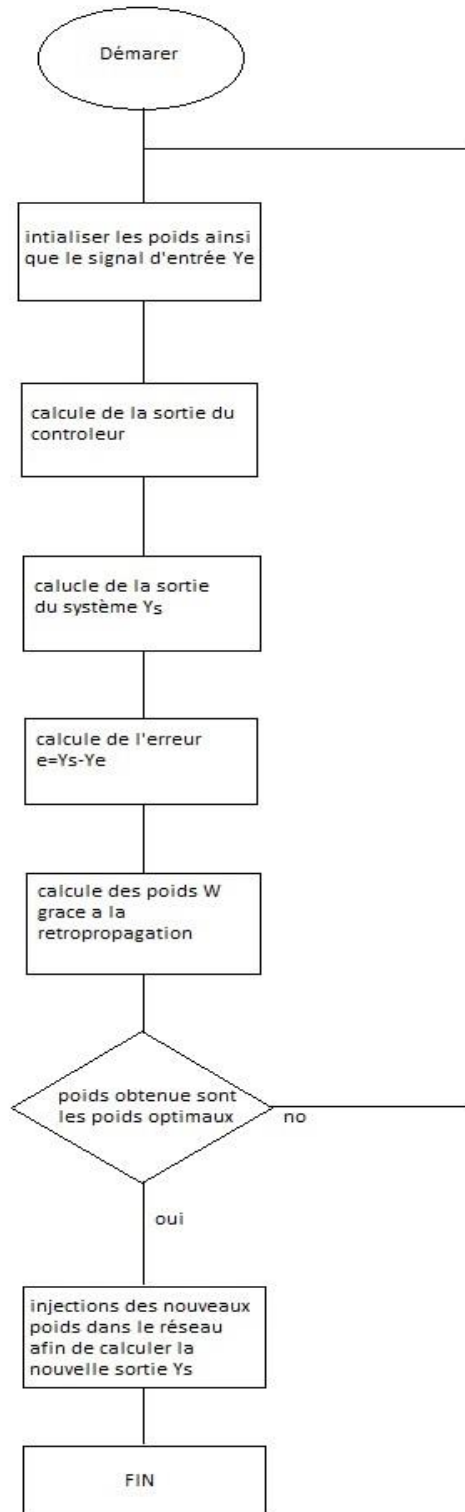 Démarer
intialiser les poids ainsi
que le signal d'entrée Ye
calcule de la sortie du
controleur
calucle de la sortie
du système Ys
calcule de l'erreur
e=Ys-Ye
calcule des poids W
grace a la
retropropagation
poids obtenue sont
les poids optimaux
no
oui
injections des nouveaux
poids dans le réseau
afin de calculer la
nouvelle sortie Ys
FIN